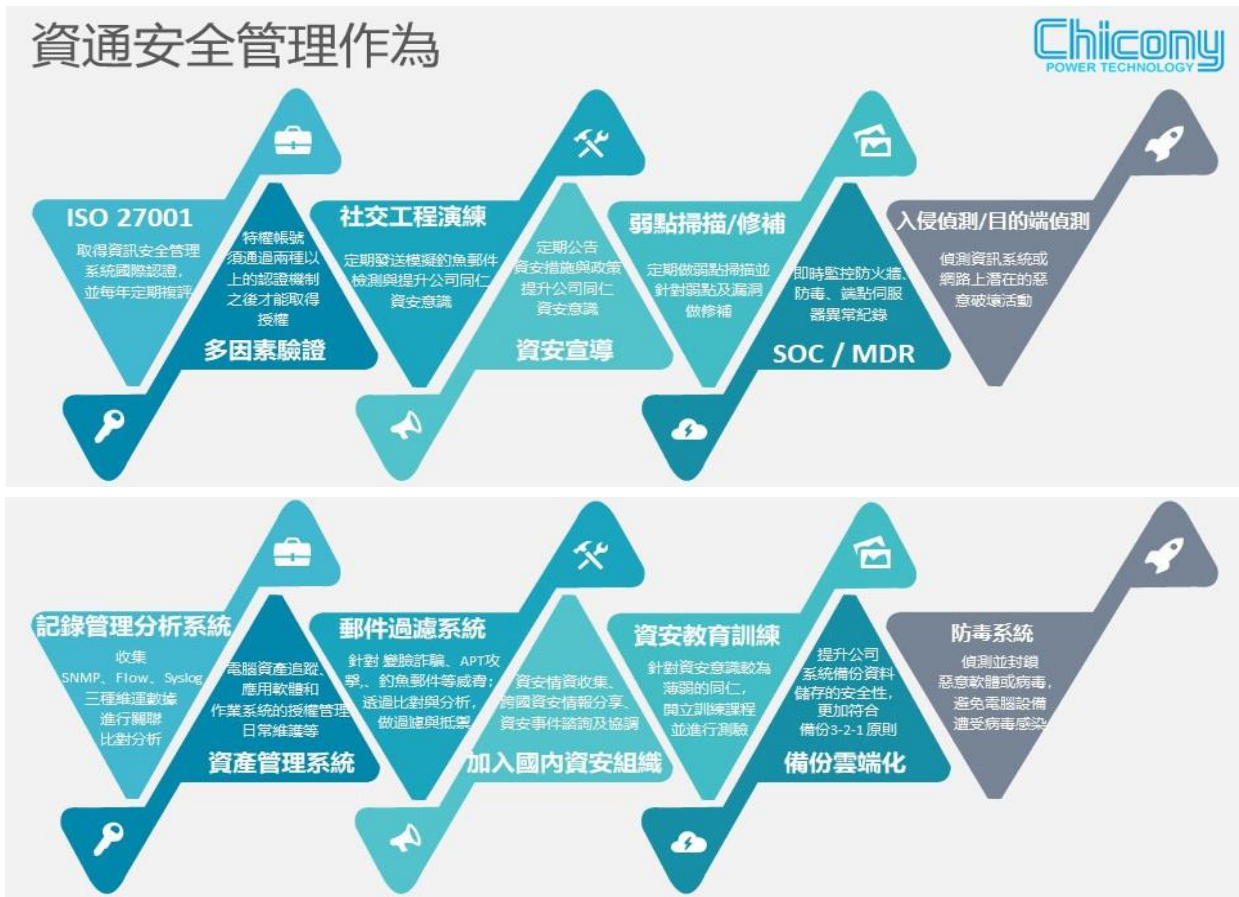 資通安全管理作為
Chicony
POWER TECHNOLOGY
ISO 27001
取得資訊安全管理
系統國際認證,
並每年定期複評
特權帳號
須通過兩種以
上的認證機制
之後才能取得
授權
多因素驗證
社交工程演練
定期發送模擬釣魚郵件
檢測與提升公司同仁
資安意識
定期公告
資安措施與政策
提升公司同仁
資安意識
資安宣導
弱點掃描/修補
定期做弱點掃描並
針對弱點及漏洞
做修補
即時監控防火牆、
防毒、端點伺服
器異常紀錄
SOC / MDR
入侵偵測/目的端偵測
偵測資訊系統或
網路上潛在的惡
意破壞活動
記錄管理分析系統
收集
SNMP、Flow、Syslog
三種維運數據
進行關聯
比對分析
電腦資產追蹤、
應用軟體和
作業系統的授權管理
日常維護等
資產管理系統
郵件過濾系統
針對 變臉詐騙、APT攻
擊,、釣魚郵件等威脅;
透過比對與分析,
做過濾與抵禦
資安情資收集、
跨國資安情報分享、
資安事件諮詢及協調
加入國內資安組織
資安教育訓練
針對資安意識較為
薄弱的同仁,
開立訓練課程
並進行測驗
提升公司
系統備份資料
儲存的安全性,
更加符合
備份3-2-1 原則
備份雲端化
防毒系統
偵測並封鎖
惡意軟體或病毒,
避免電腦設備
遭受病毒感染